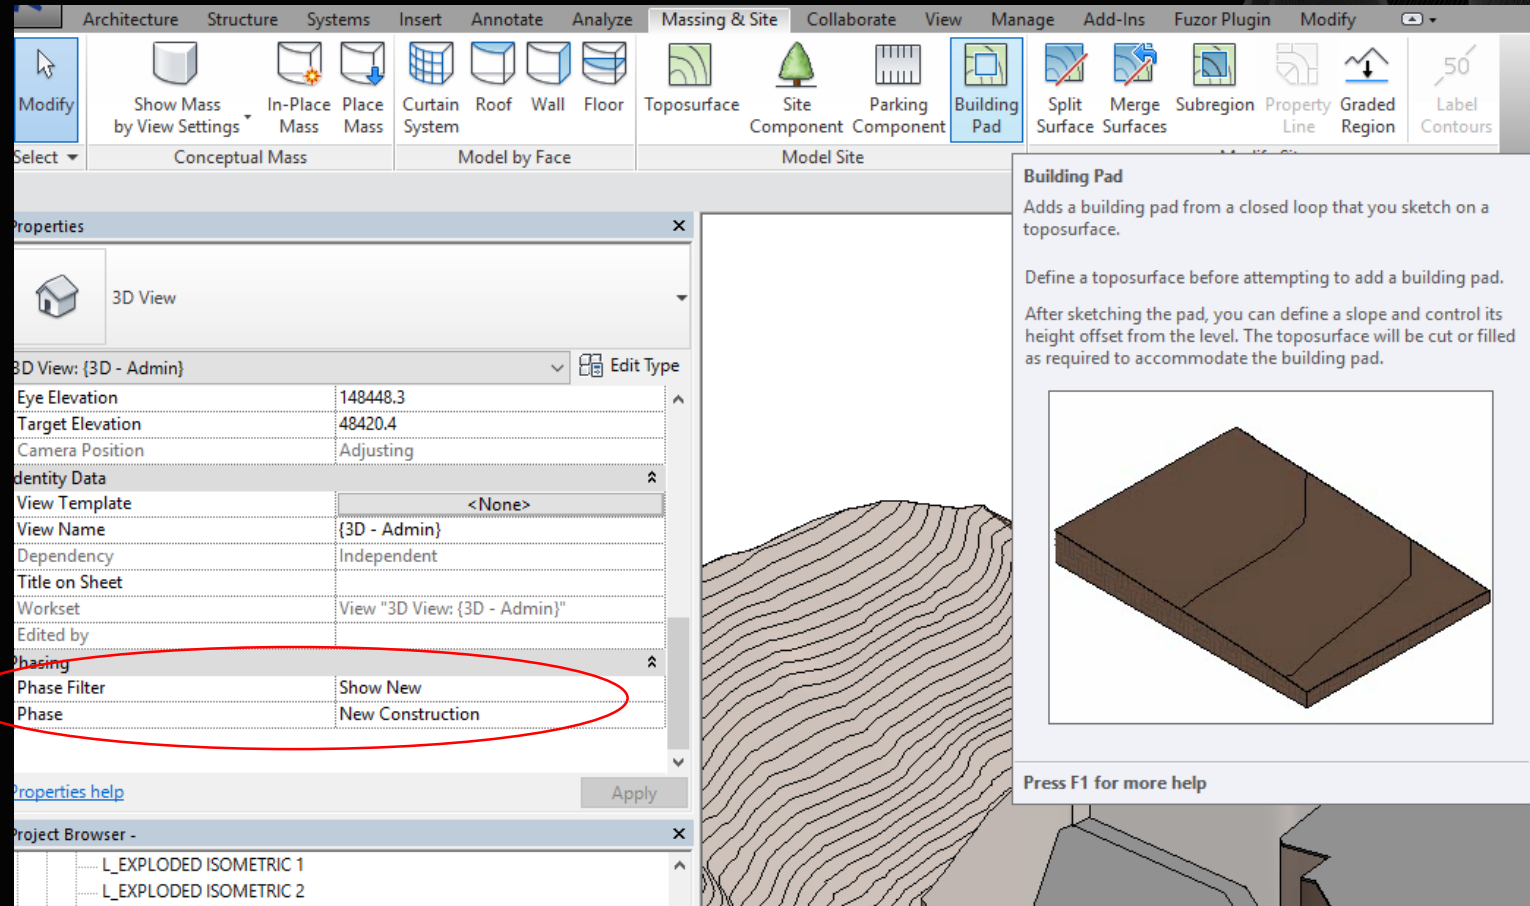 Architecture Structure Systems Insert Annotate Analyze Massing & Site Collaborate View Manage Add-Ins Fuzor Plugin Modify
Modify
Show Mass
by View Settings
In-Place
Mass
Place
Mass
Curtain
System
Roof
Wall
Floor
Toposurface
Site
Component
Parking
Component
Building
Pad
Split
Surface
Merge
Surfaces
Subregion
Property
Line
Graded
Region
50
Label
Contours
Select
Conceptual Mass
Model by Face
Model Site
Building Pad
Adds a building pad from a closed loop that you sketch on a
toposurface.
Define a toposurface before attempting to add a building pad.
After sketching the pad, you can define a slope and control its
height offset from the level. The toposurface will be cut or filled
as required to accommodate the building pad.
Press F1 for more help
Properties
3D View
3D View: {3D - Admin}
Edit Type
Eye Elevation 148448.3
Target Elevation 48420.4
Camera Position Adjusting
Identity Data
View Template <None>
View Name {3D - Admin}
Dependency Independent
Title on Sheet
Workset View "3D View: {3D - Admin}"
Edited by
Phasing
Phase Filter Show New
Phase New Construction
Properties help
Apply
Project Browser -
L_EXPLODED ISOMETRIC 1
L_EXPLODED ISOMETRIC 2